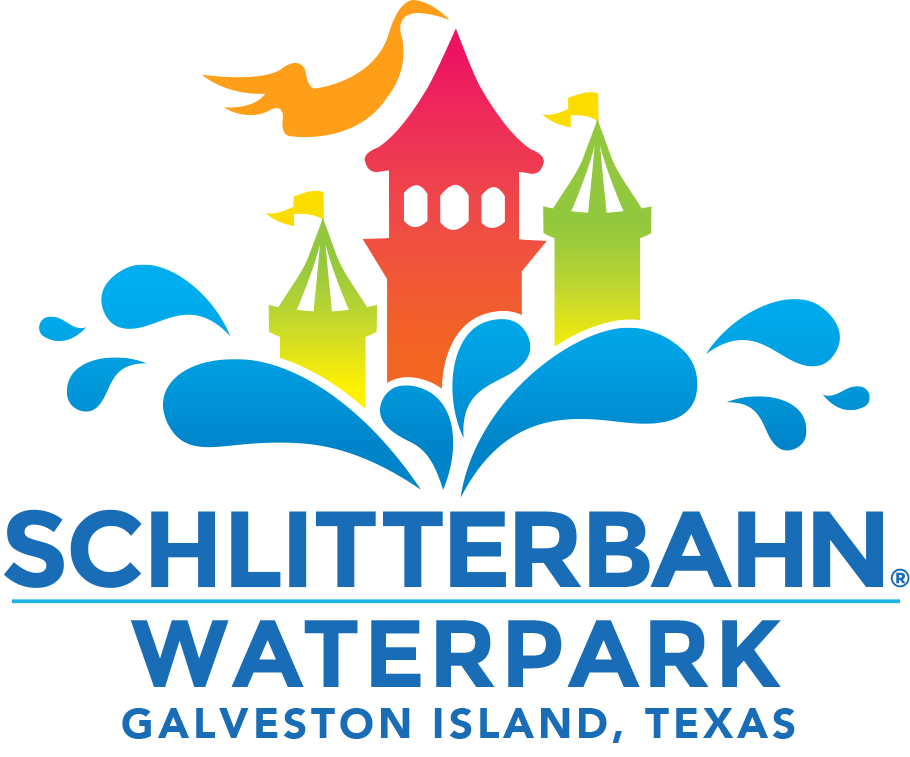 SCHLITTERBAHN®
WATERPARK
GALVESTON ISLAND, TEXAS